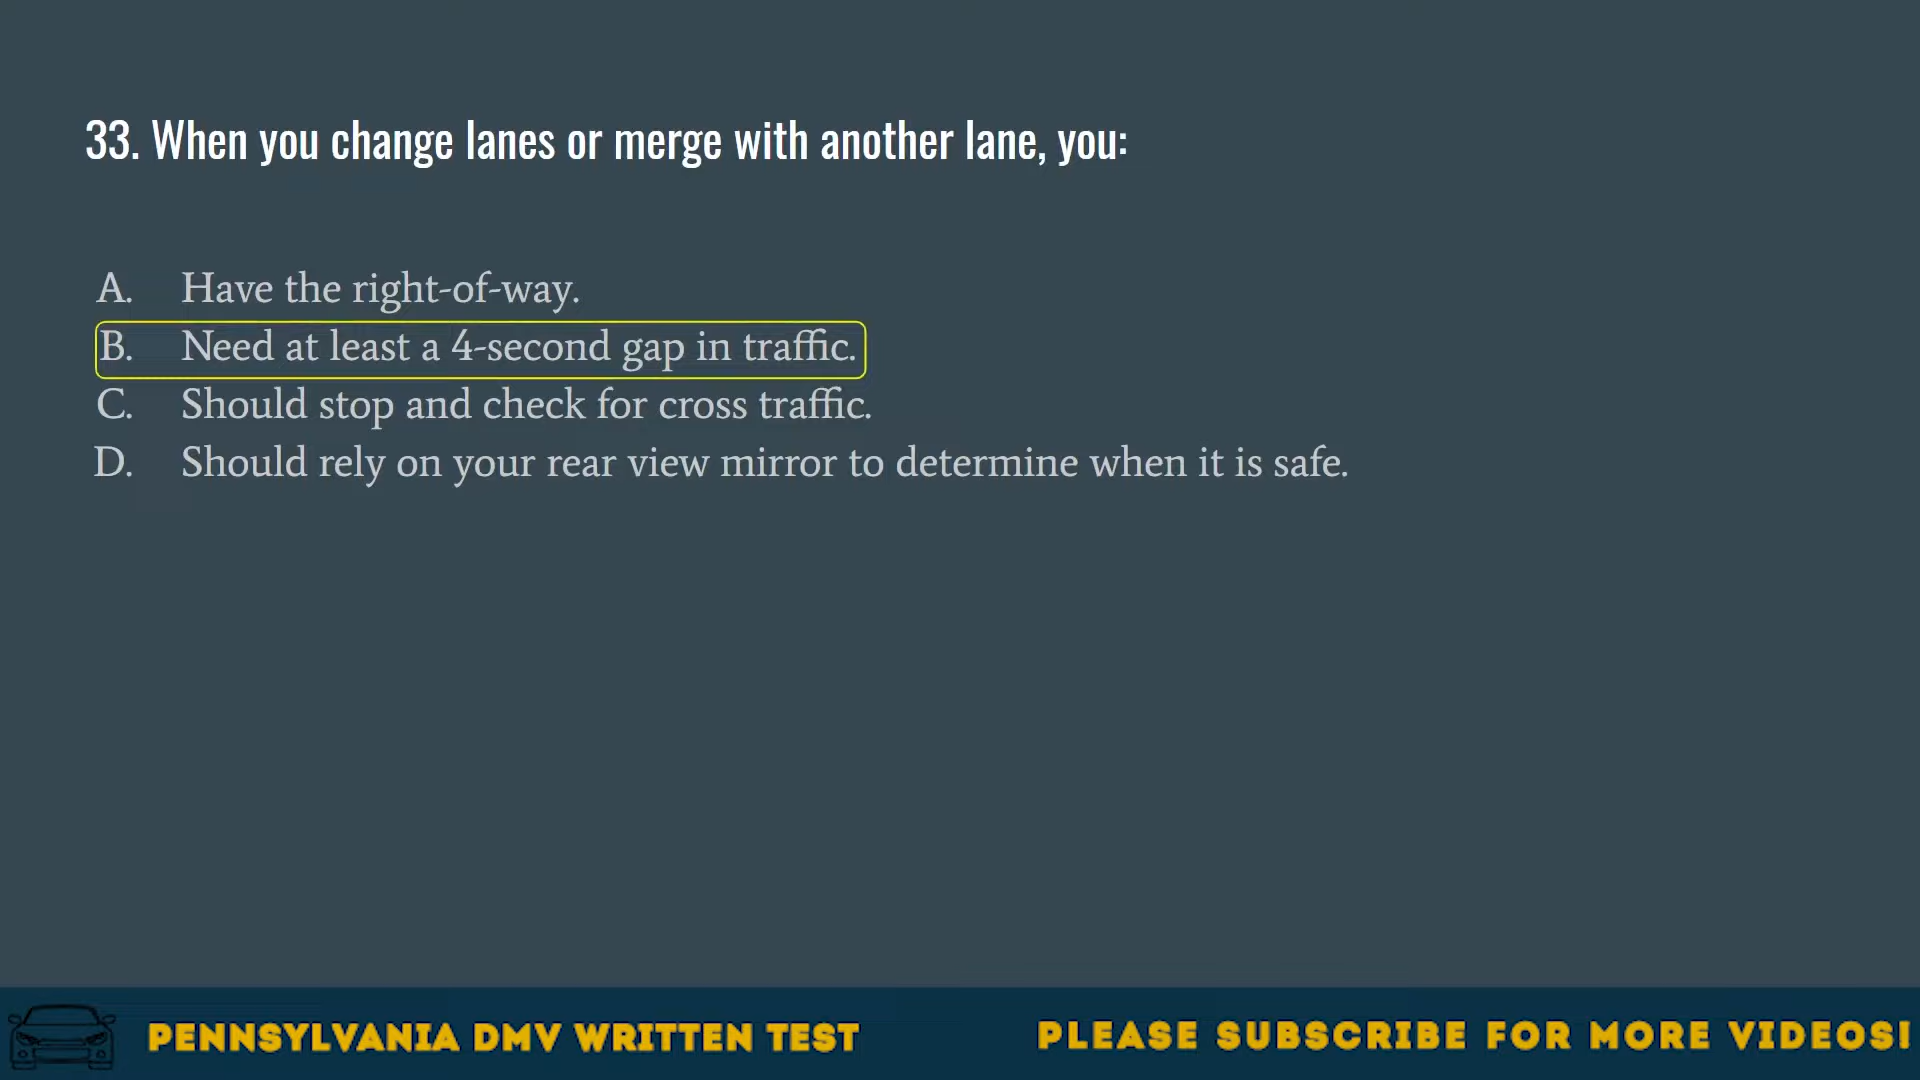 33. When you change lanes or merge with another lane, you:
A. Have the right-of-way.
B. Need at least a 4-second gap in traffic.
C. Should stop and check for cross traffic.
D. Should rely on your rear view mirror to determine when it is safe.
PENNSYLVANIA DMV WRITTEN TEST
PLEASE SUBSCRIBE FOR MORE VIDEOS!